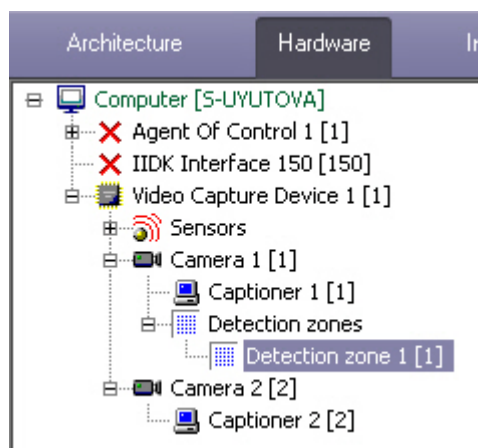 Architecture Hardware
Computer [S-UYUTOVA]
Agent Of Control 1 [1]
IIDK Interface 150 [150]
Video Capture Device 1 [1]
Sensors
Camera 1 [1]
Captioner 1 [1]
Detection zones
Detection zone 1 [1]
Camera 2 [2]
Captioner 2 [2]